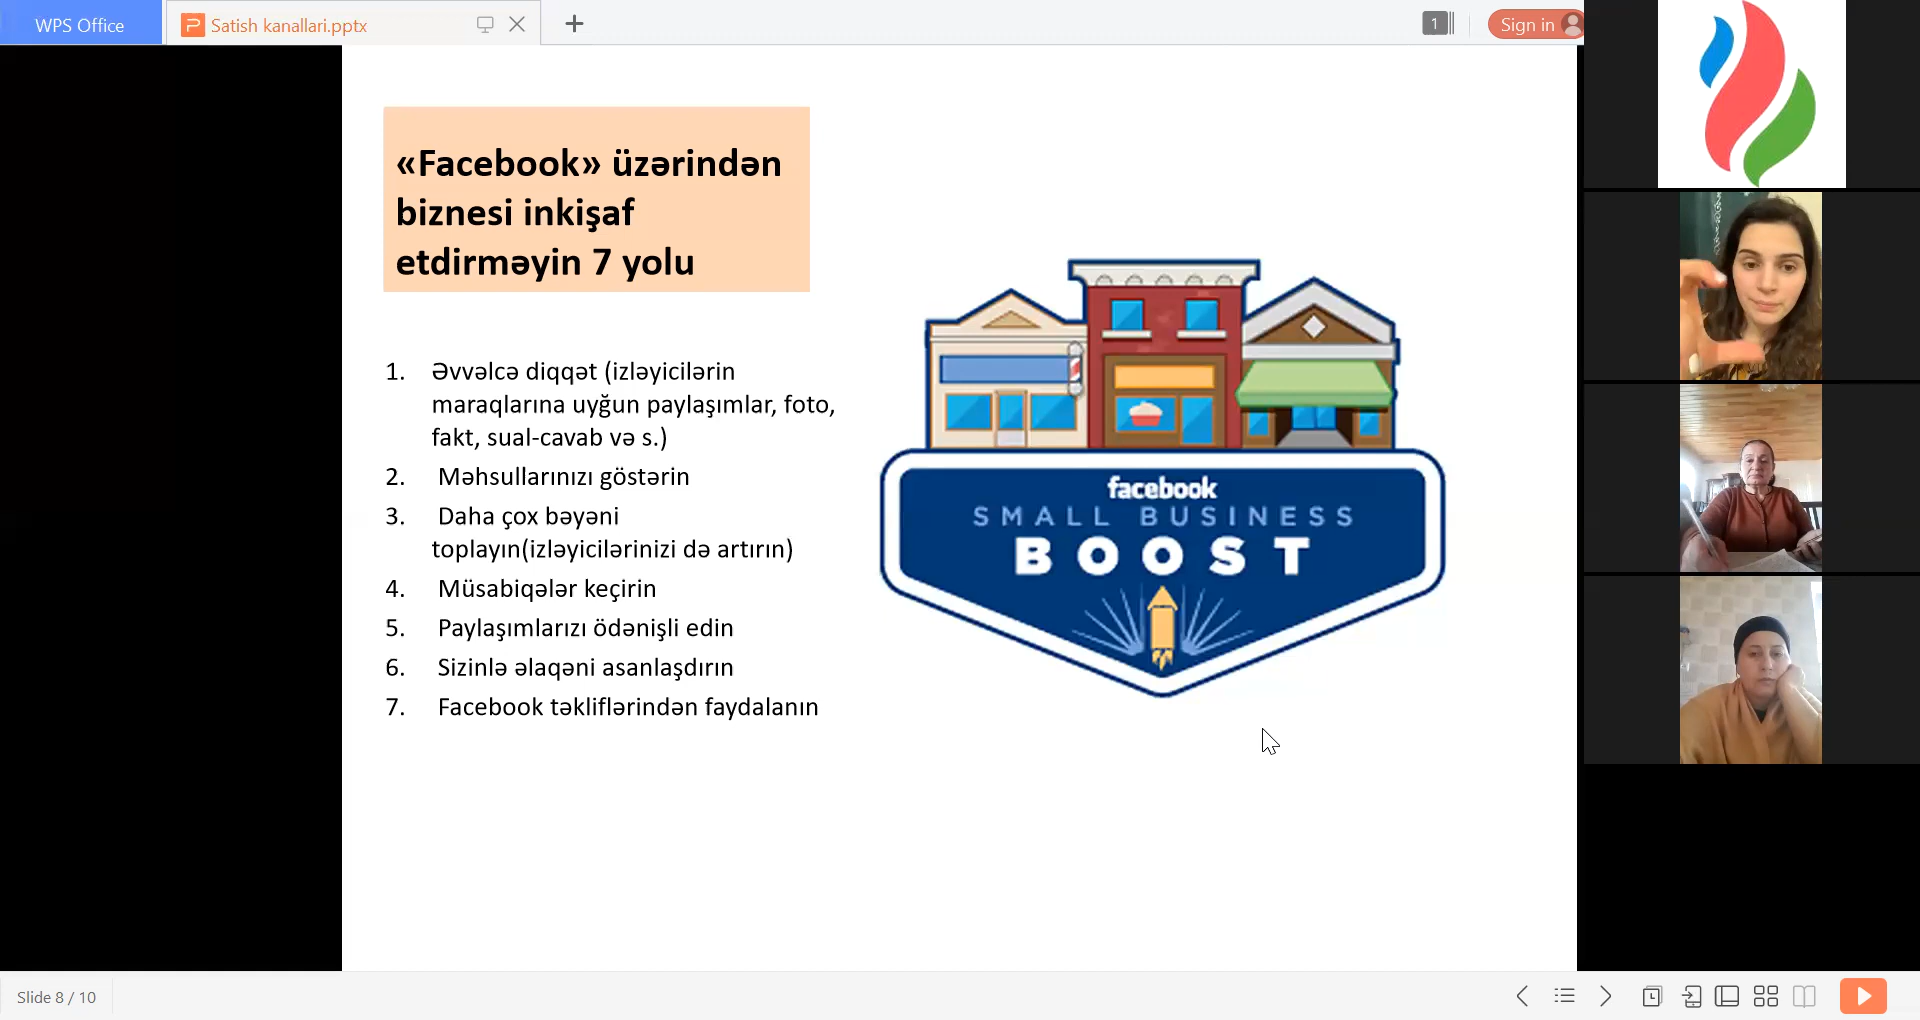 WPS Office
Satish kanallari.pptx
1
Sign in
«Facebook» üzərindən
biznesi inkişaf
etdirməyin 7 yolu
1. Əvvəlcə diqqət (izləyicilərin
maraqlarına uyğun paylaşımlar, foto,
fakt, sual-cavab və s.)
2. Məhsullarınızı göstərin
3. Daha çox bəyəni
toplayın(izləyicilərinizi də artırın)
4. Müsabiqələr keçirin
5. Paylaşımlarızı ödənişli edin
6. Sizinlə əlaqəni asanlaşdırın
7. Facebook təkliflərindən faydalanın
facebook
SMALL BUSINESS
BOOST
Slide 8 / 10